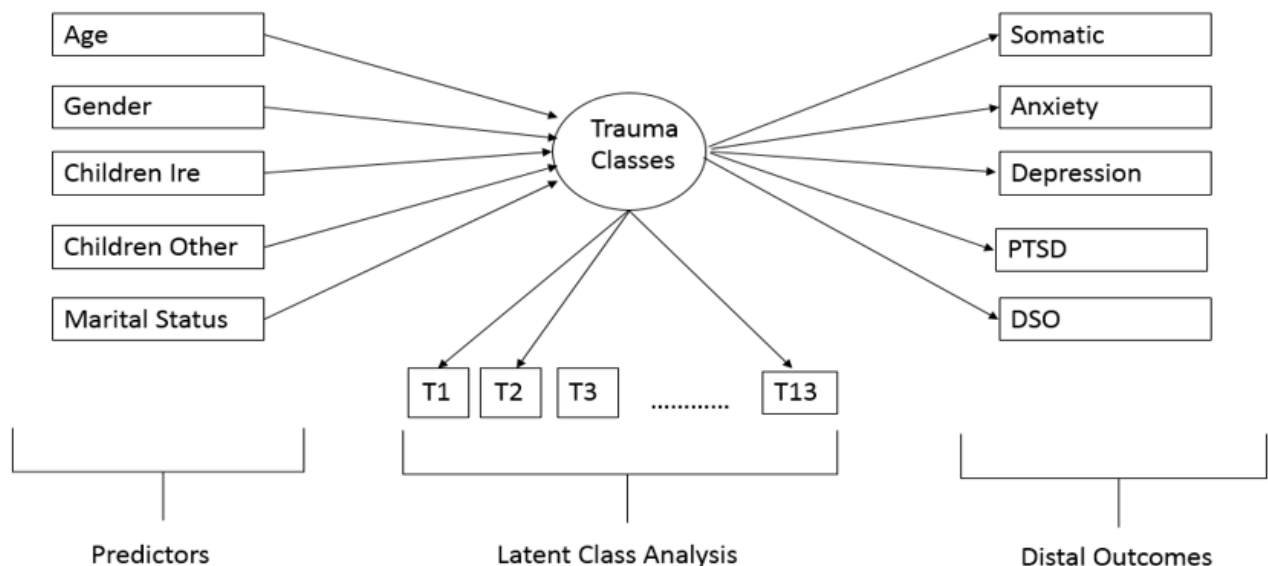 Age
Gender
Children Ire
Children Other
Marital Status
Trauma
Classes
Somatic
Anxiety
Depression
PTSD
DSO
T1 T2 T3 ............ T13
Predictors
Latent Class Analysis
Distal Outcomes